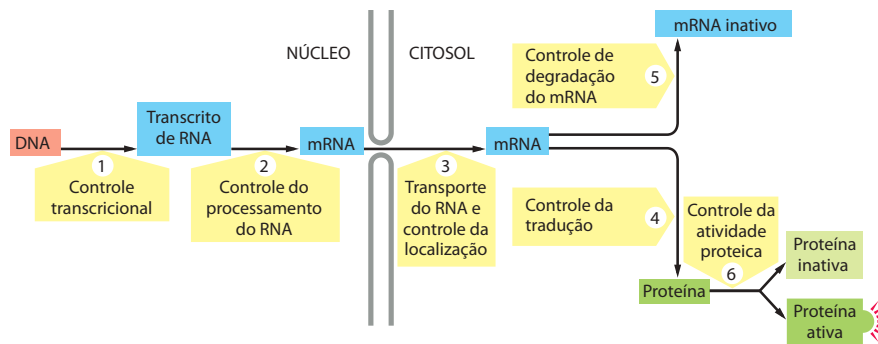 NÚCLEO
CITOSOL
DNA
1
Controle
transcricional
Transcrito
de RNA
2
Controle do
processamento
do RNA
mRNA
3
Transporte
do RNA e
controle da
localização
mRNA
Controle de
degradação
do mRNA
5
mRNA inativo
Controle da
tradução
4
Proteína
Controle da
atividade
proteica
6
Proteína
inativa
Proteína
ativa